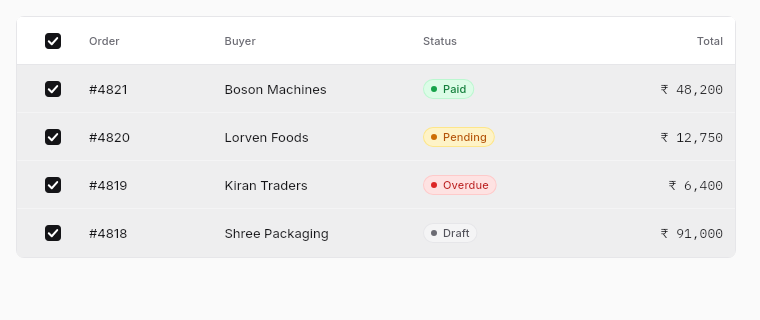 Order Buyer Status Total
#4821 Boson Machines Paid ₹ 48,200
#4820 Lorven Foods Pending ₹ 12,750
#4819 Kiran Traders Overdue ₹ 6,400
#4818 Shree Packaging Draft ₹ 91,000